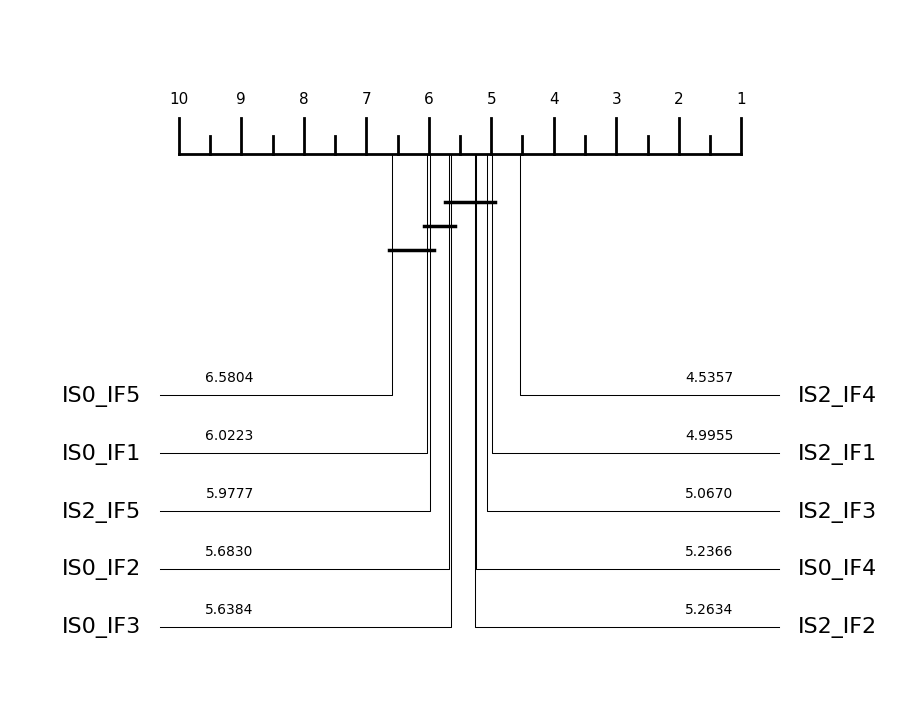 10 9 8 7 6 5 4 3 2 1
IS0_IF5 6.5804 4.5357 IS2_IF4
IS0_IF1 6.0223 4.9955 IS2_IF1
IS2_IF5 5.9777 5.0670 IS2_IF3
IS0_IF2 5.6830 5.2366 IS0_IF4
IS0_IF3 5.6384 5.2634 IS2_IF2